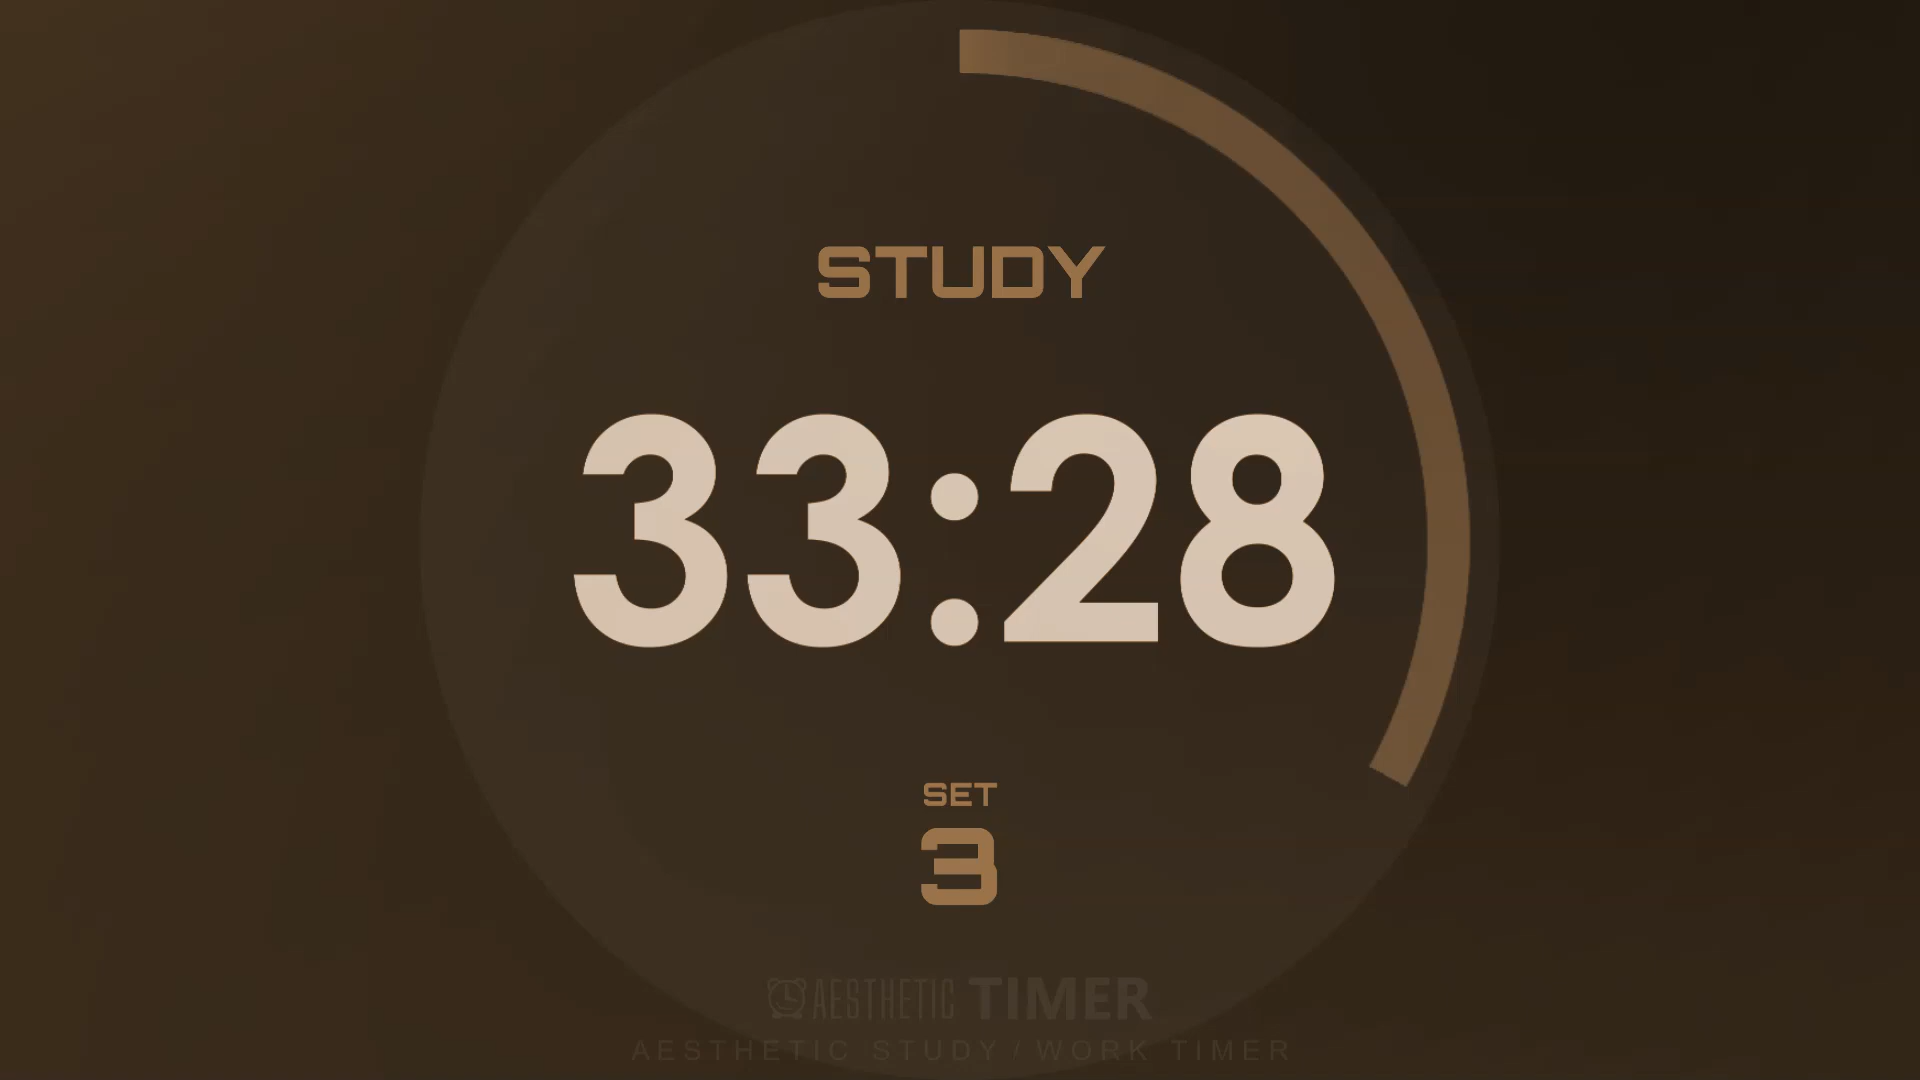 STUDY
33:28
SET
3
AESTHETIC TIMER
AESTHETIC STUDY / WORK TIMER